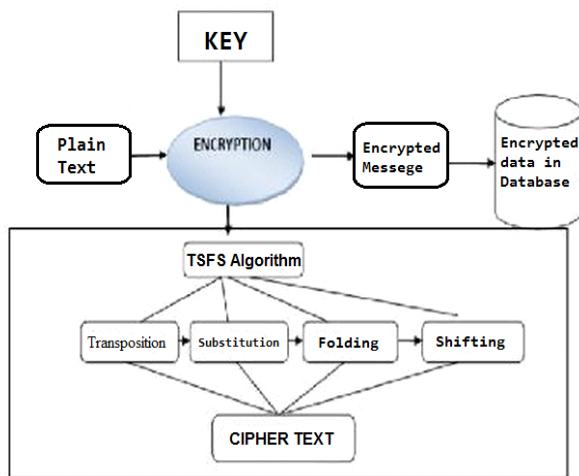 KEY
Plain
Text
ENCRYPTION
Encrypted
Messege
Encrypted
data in
Database
TSFS Algorithm
Transposition
Substitution
Folding
Shifting
CIPHER TEXT